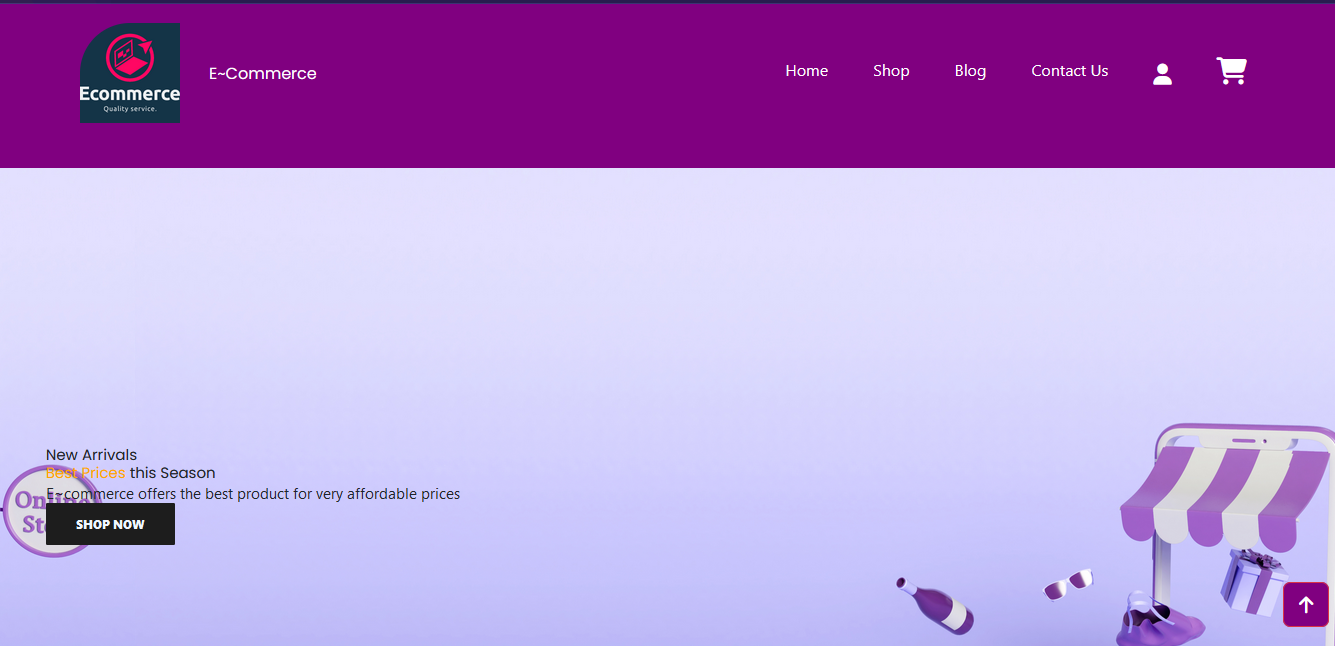 Ecommerce
Quality service.
E~Commerce
Home Shop Blog Contact Us
New Arrivals
Best Prices this Season
E~commerce offers the best product for very affordable prices
Online
SHOP NOW